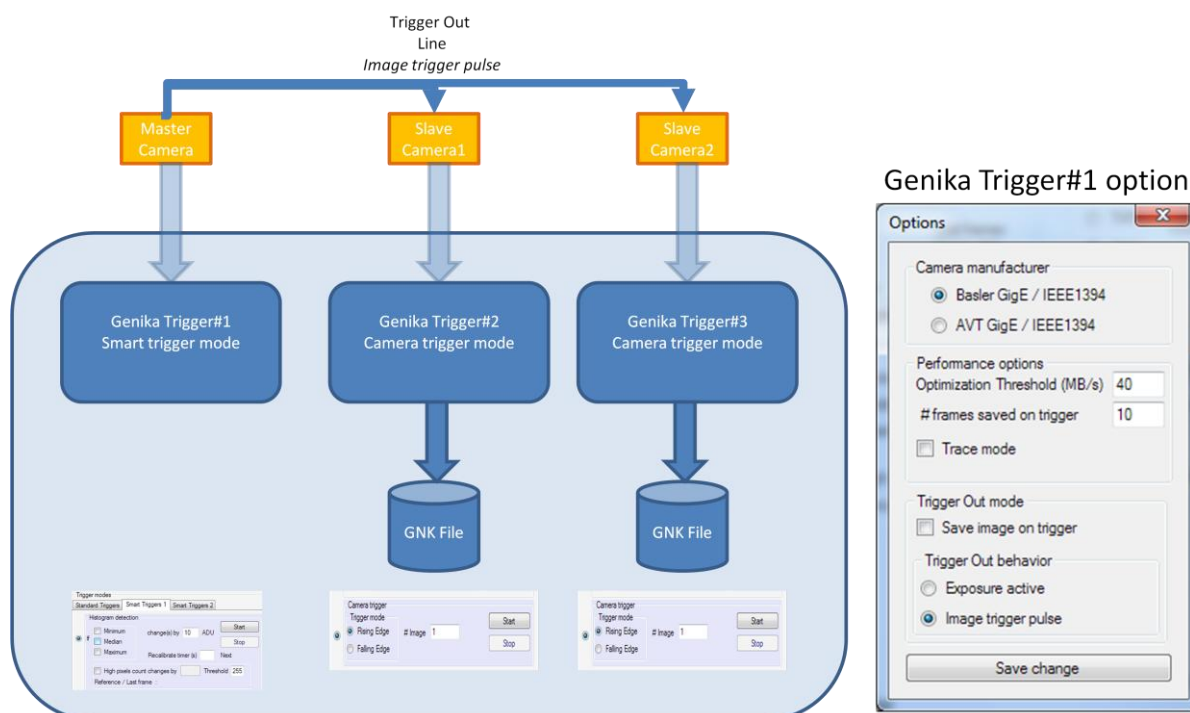 Trigger Out
Line
Image trigger pulse
Master
Camera
Slave
Camera1
Slave
Camera2
Genika Trigger#1
Smart trigger mode
Genika Trigger#2
Camera trigger mode
Genika Trigger#3
Camera trigger mode
GNK File
GNK File
Trigger modes
Standard Triggers Smart Triggers 1 Smart Triggers 2
Histogram detection
If
Minimum
Median
Maximum
change(s) by 10 ADU
Start
Stop
Recalibrate timer (s) Next
High pixels count changes by Threshold 255
Reference / Last frame
Camera trigger
Trigger mode
Rising Edge
Falling Edge
# Image 1
Start
Stop
Camera trigger
Trigger mode
Rising Edge
Falling Edge
# Image 1
Start
Stop
Genika Trigger#1 option
Options
Camera manufacturer
Basler GigE / IEEE1394
AVT GigE / IEEE1394
Performance options
Optimization Threshold (MB/s) 40
# frames saved on trigger 10
Trace mode
Trigger Out mode
Save image on trigger
Trigger Out behavior
Exposure active
Image trigger pulse
Save change